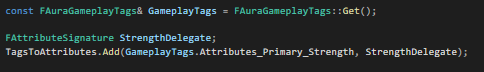 const FAuraGameplayTags& GameplayTags = FAuraGameplayTags::Get();
FAttributeSignature StrengthDelegate;
TagsToAttributes.Add(GameplayTags.Attributes_Primary_Strength, StrengthDelegate);